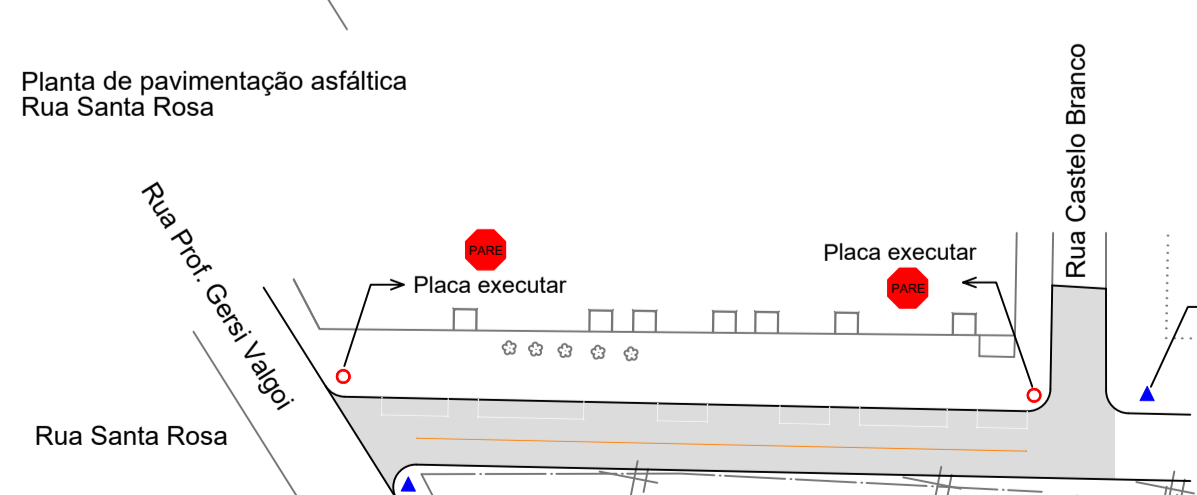 Planta de pavimentação asfáltica
Rua Santa Rosa
Rua Castelo Branco
Rua Prof. Gersi Valgoi
PARE
Placa executar
Placa executar
PARE
Rua Santa Rosa